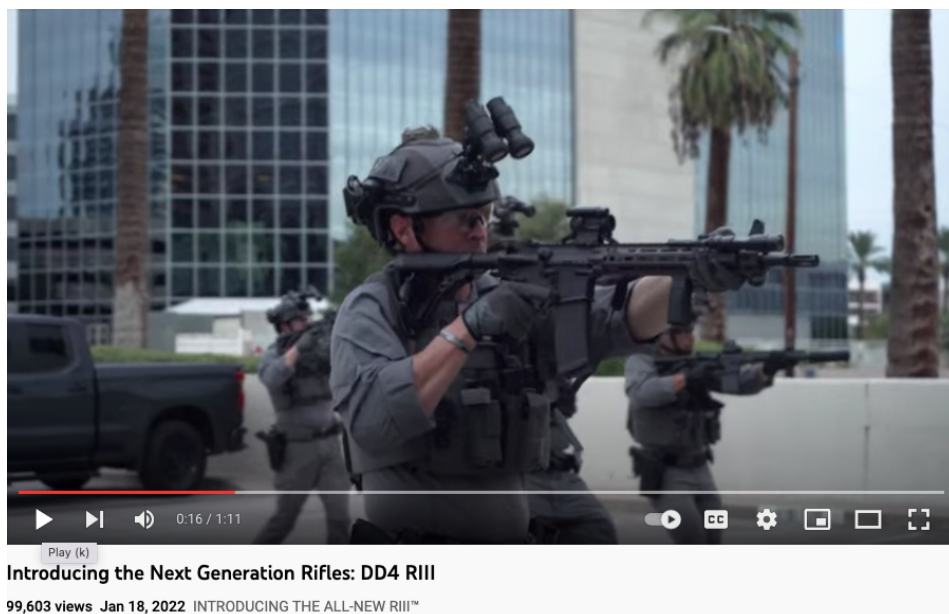 CC
0:16 / 1:11
Play (k)
Introducing the Next Generation Rifles: DD4 RIII
99,603 views Jan 18, 2022 INTRODUCING THE ALL-NEW RIII™